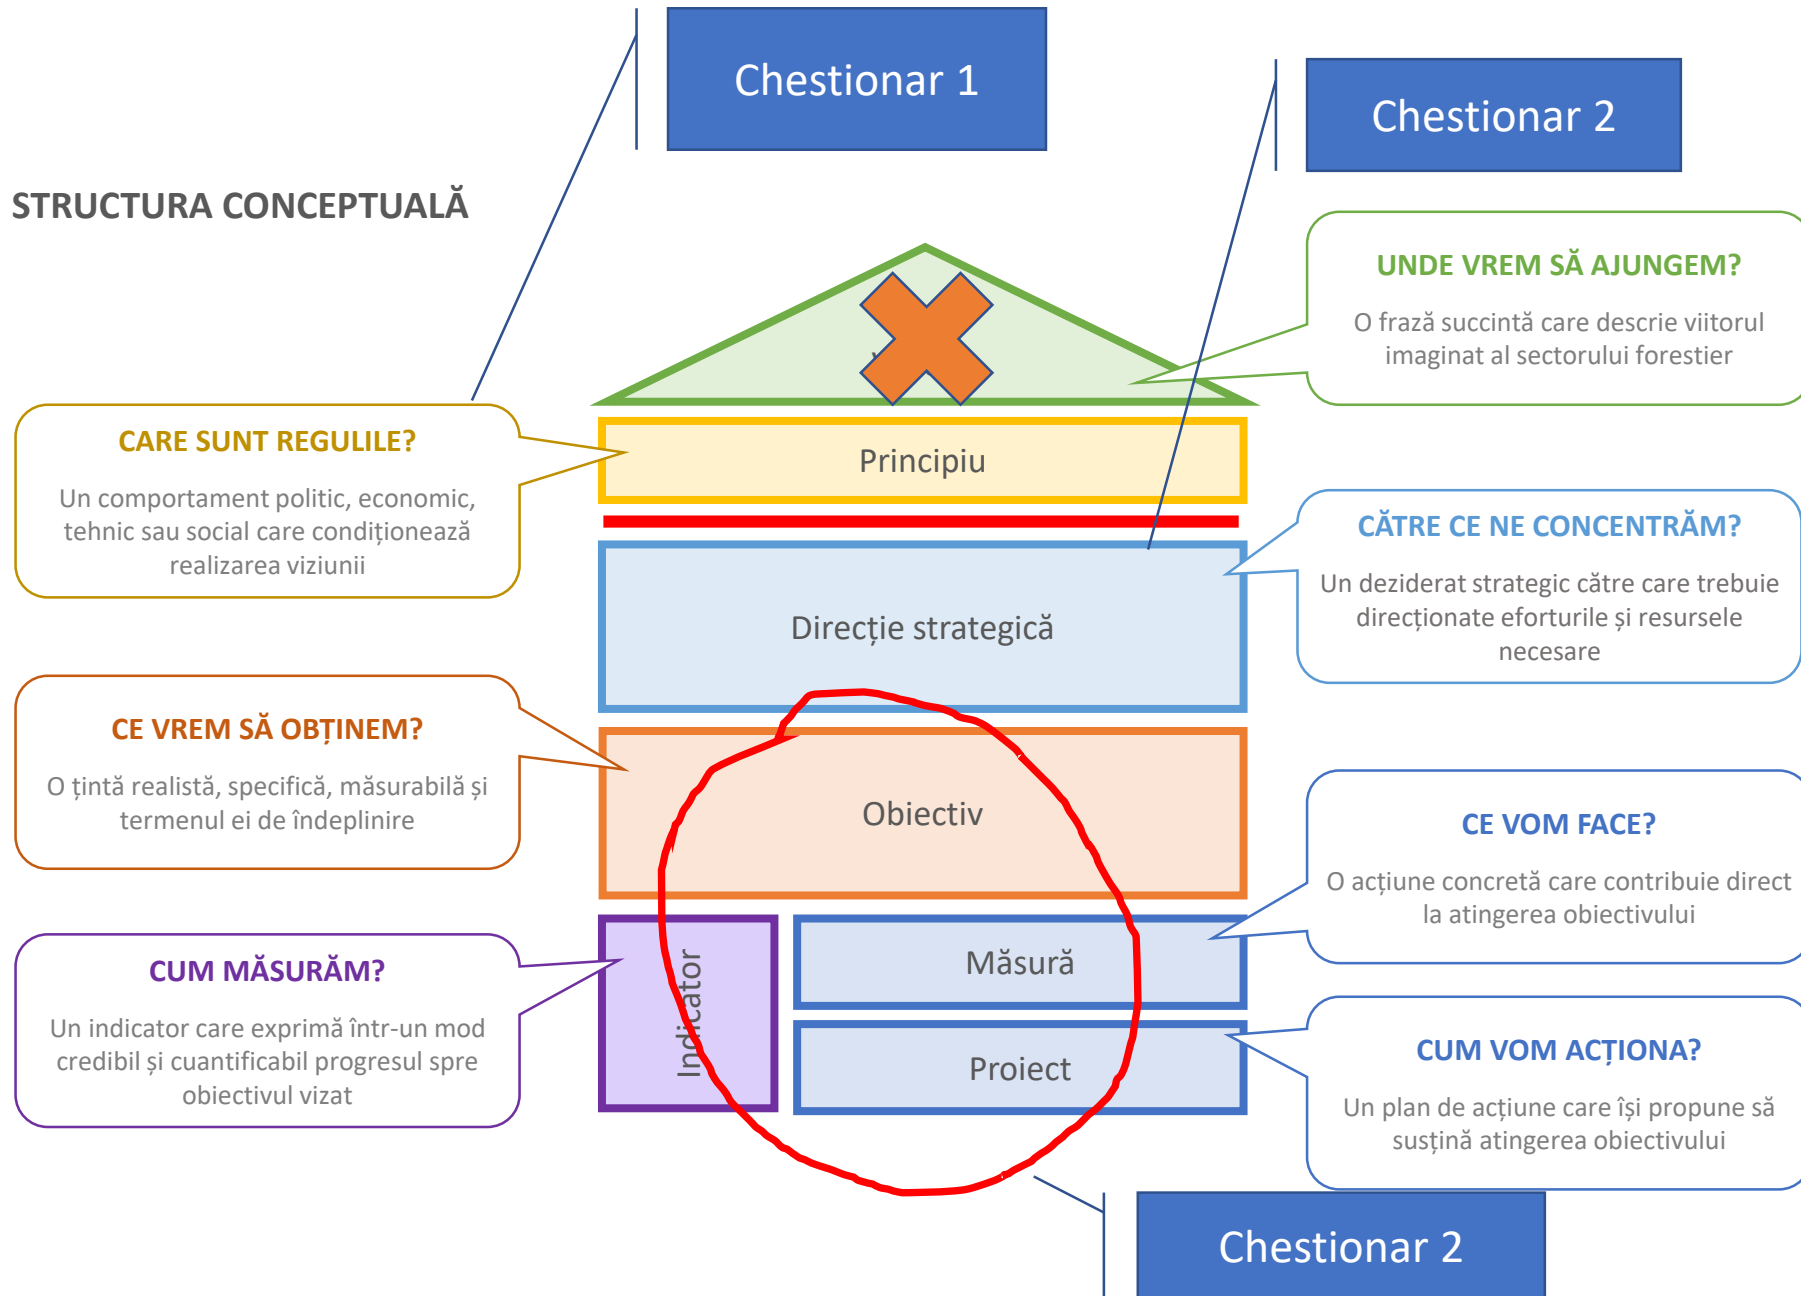 Chestionar 1
Chestionar 2
STRUCTURA CONCEPTUALĂ
UNDE VREM SĂ AJUNGEM?
O frază succintă care descrie viitorul
imaginat al sectorului forestier
CARE SUNT REGULILE?
Un comportament politic, economic,
tehnic sau social care condiționează
realizarea viziunii
Principiu
CĂTRE CE NE CONCENTRĂM?
Un deziderat strategic către care trebuie
direcționate eforturile și resursele
necesare
Direcție strategică
CE VREM SĂ OBȚINEM?
O țintă realistă, specifică, măsurabilă și
termenul ei de îndeplinire
Obiectiv
CE VOM FACE?
O acțiune concretă care contribuie direct
la atingerea obiectivului
CUM MĂSURĂM?
Un indicator care exprimă într-un mod
credibil și cuantificabil progresul spre
obiectivul vizat
Indicator
Măsură
Proiect
CUM VOM ACȚIONA?
Un plan de acțiune care își propune să
susțină atingerea obiectivului
Chestionar 2